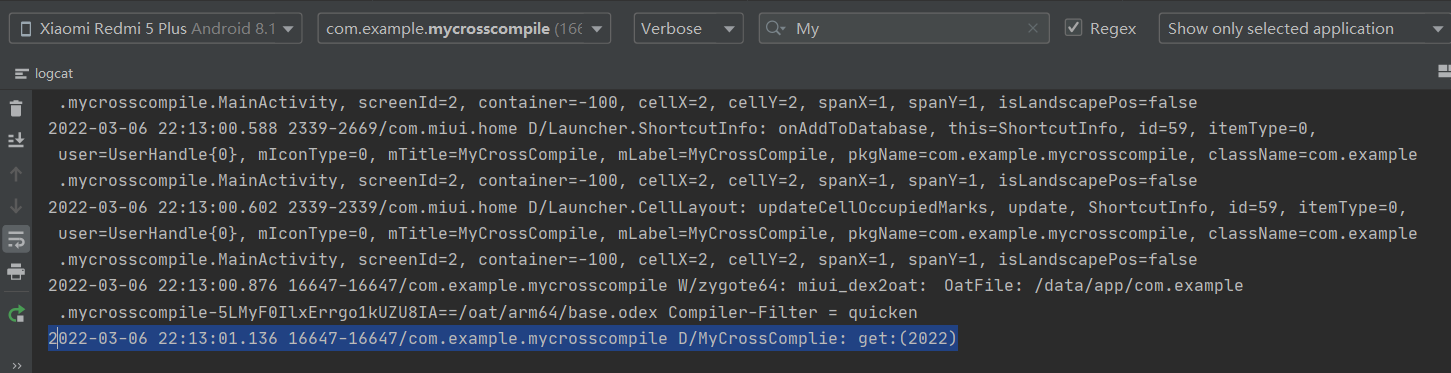 Xiaomi Redmi 5 Plus Android 8.1
com.example.mycrosscompile (166
Verbose
My
Regex
Show only selected application
logcat
.mycrosscompile.MainActivity, screenId=2, container=-100, cellX=2, cellY=2, spanX=1, spanY=1, isLandscapePos=false
2022-03-06 22:13:00.588 2339-2669/com.miui.home D/Launcher.ShortcutInfo: onAddToDatabase, this=ShortcutInfo, id=59, itemType=0,
user=UserHandle{0}, mIconType=0, mTitle=MyCrossCompile, mLabel=MyCrossCompile, pkgName=com.example.mycrosscompile, className=com.example
.mycrosscompile.MainActivity, screenId=2, container=-100, cellX=2, cellY=2, spanX=1, spanY=1, isLandscapePos=false
2022-03-06 22:13:00.602 2339-2339/com.miui.home D/Launcher.CellLayout: updateCellOccupiedMarks, update, ShortcutInfo, id=59, itemType=0,
user=UserHandle{0}, mIconType=0, mTitle=MyCrossCompile, mLabel=MyCrossCompile, pkgName=com.example.mycrosscompile, className=com.example
.mycrosscompile.MainActivity, screenId=2, container=-100, cellX=2, cellY=2, spanX=1, spanY=1, isLandscapePos=false
2022-03-06 22:13:00.876 16647-16647/com.example.mycrosscompile W/zygote64: miui_dex2oat: OatFile: /data/app/com.example
.mycrosscompile-5LMyF0IlxErrgo1kUZU8IA==/oat/arm64/base.odex Compiler-Filter = quicken
2022-03-06 22:13:01.136 16647-16647/com.example.mycrosscompile D/MyCrossComplie: get:(2022)